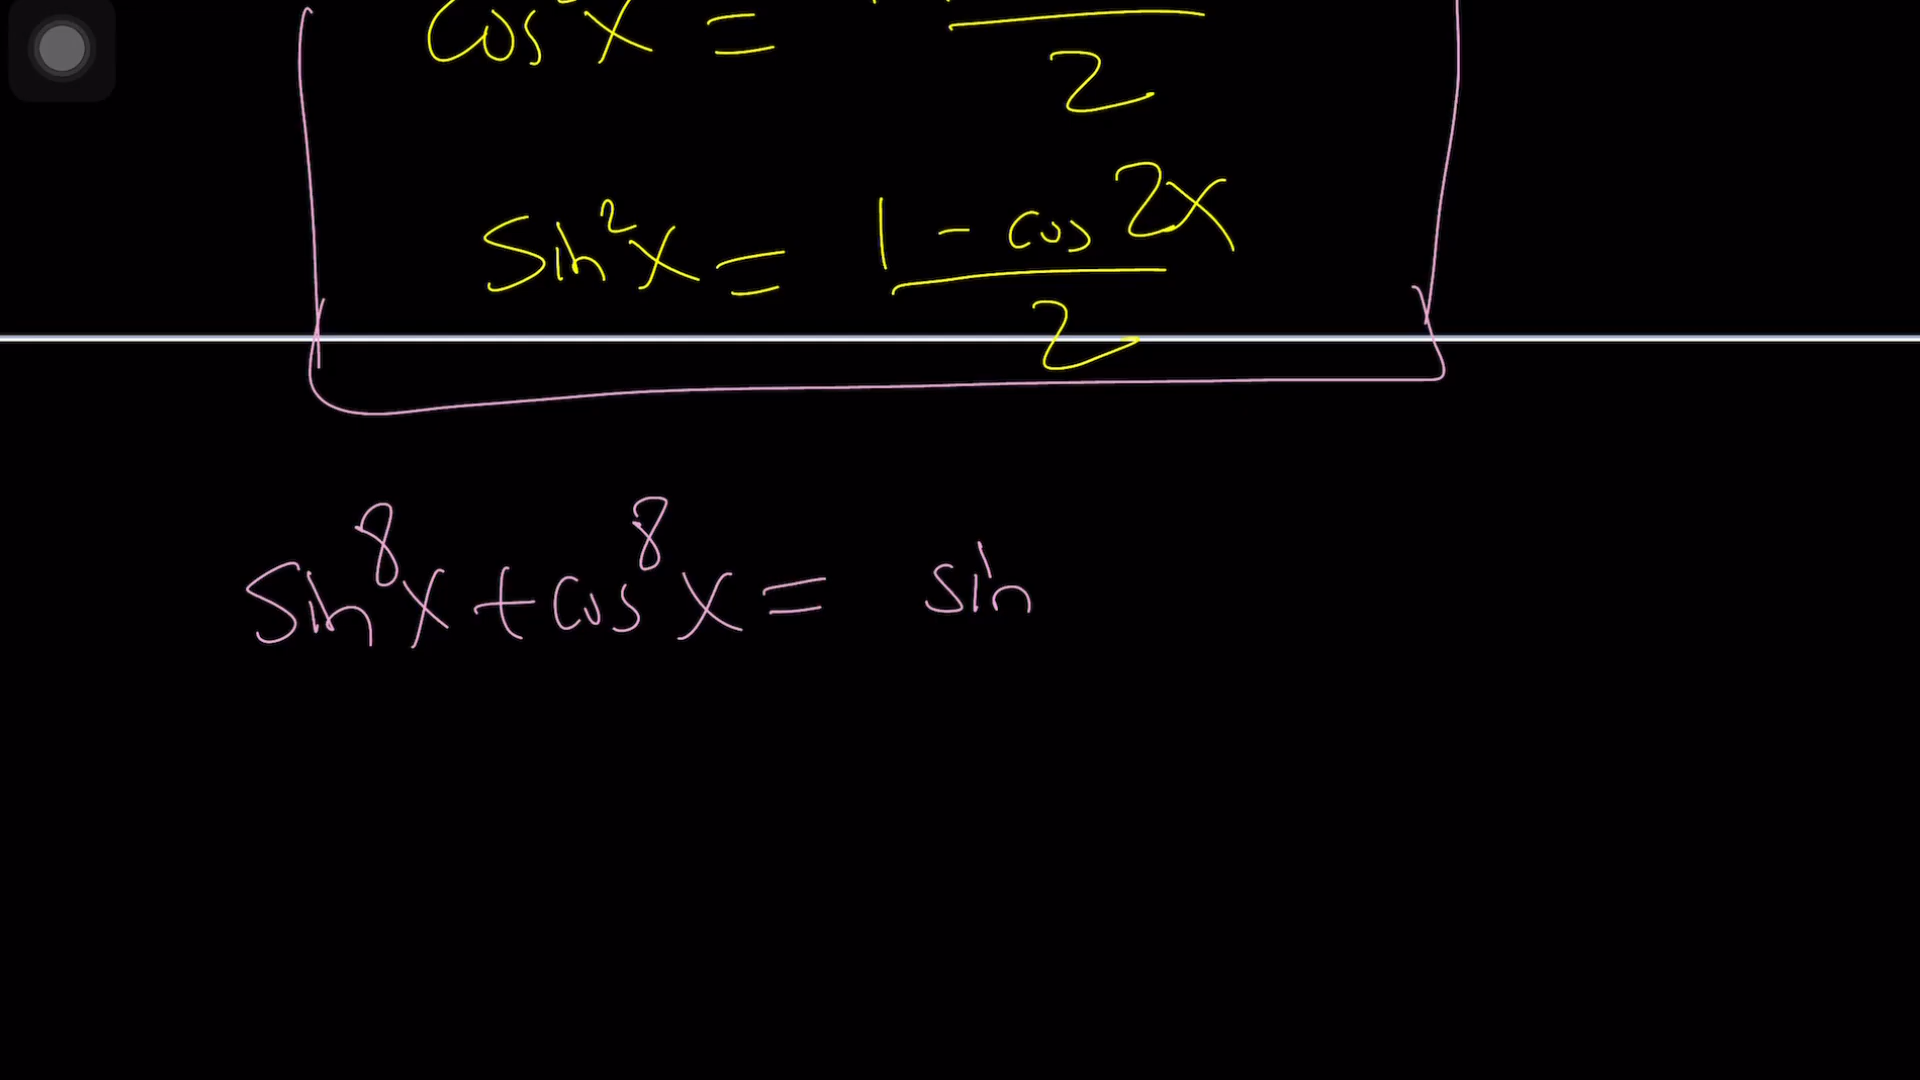 cos²x = 2
sin²x = (1 - cos 2x)/2
sin⁸x + cos⁸x = sin